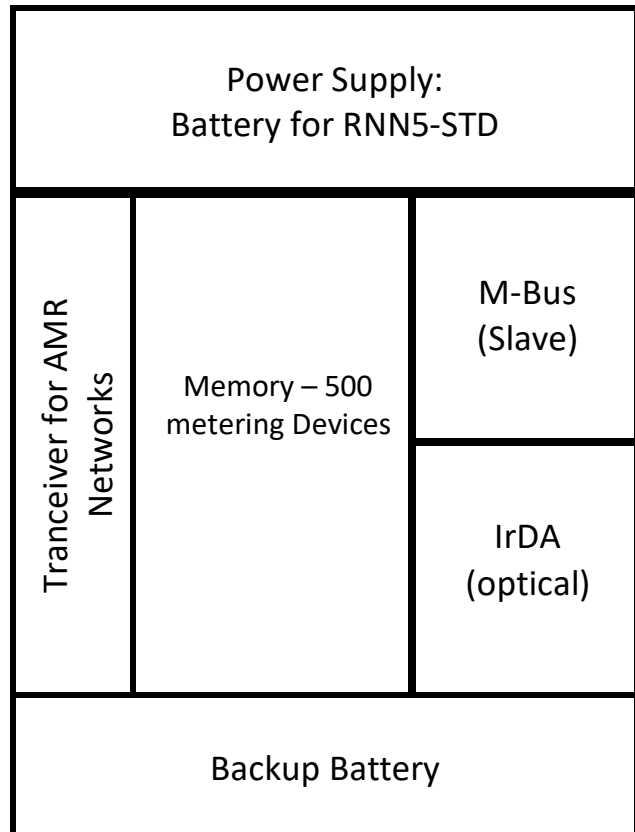 Power Supply:
Battery for RNN5-STD
Tranceiver for AMR
Networks
Memory – 500
metering Devices
M-Bus
(Slave)
IrDA
(optical)
Backup Battery